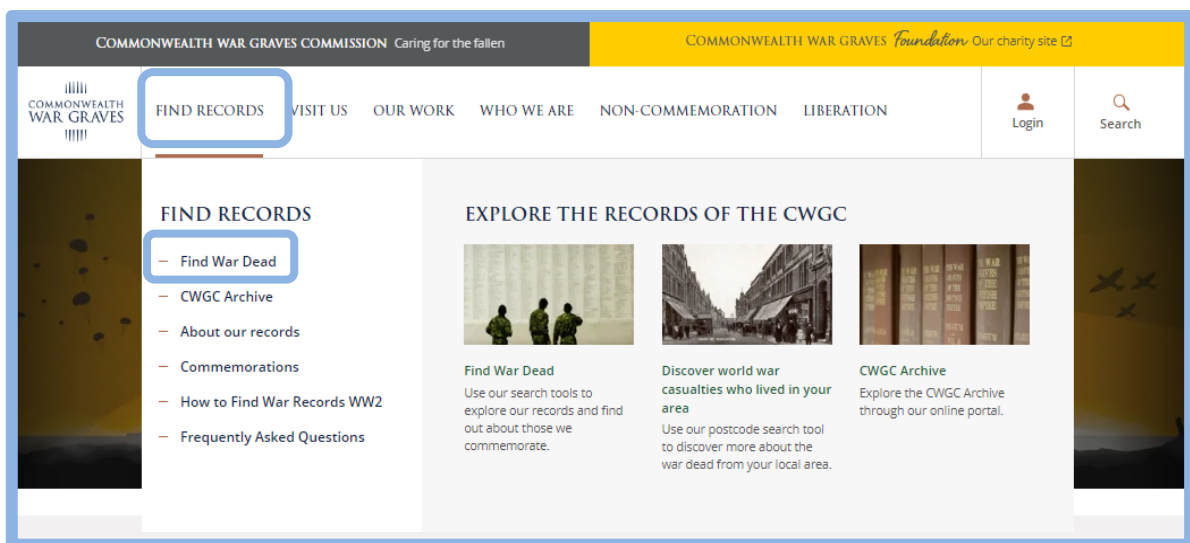 COMMONWEALTH WAR GRAVES COMMISSION Caring for the fallen
COMMONWEALTH WAR GRAVES Foundation Our charity site
COMMONWEALTH
WAR GRAVES
FIND RECORDS
VISIT US
OUR WORK
WHO WE ARE
NON-COMMEMORATION
LIBERATION
Login
Search
FIND RECORDS
– Find War Dead
– CWGC Archive
– About our records
– Commemorations
– How to Find War Records WW2
– Frequently Asked Questions
EXPLORE THE RECORDS OF THE CWGC
Find War Dead
Use our search tools to
explore our records and find
out about those we
commemorate.
Discover world war
casualties who lived in your
area
Use our postcode search tool
to discover more about the
war dead from your local area.
CWGC Archive
Explore the CWGC Archive
through our online portal.